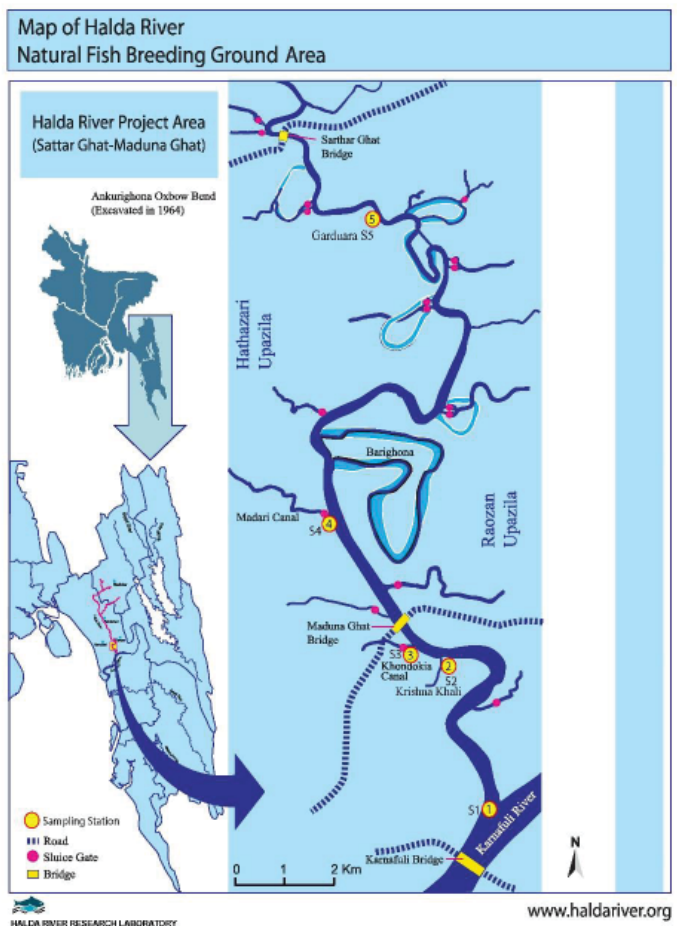 Map of Halda River
Natural Fish Breeding Ground Area
Halda River Project Area
(Sattar Ghat-Maduna Ghat)
Ankurighona Oxbow Bend
(Excavated in 1964)
Sarthar Ghat
Bridge
5
Garduara S5
Hathazari
Upazila
Barighona
Raozan
Upazila
Madari Canal
S4
4
Maduna Ghat
Bridge
S3
3
Khondokia
Canal
2
S2
Krishna Khali
S1
1
Karnafuli River
Karnafuli Bridge
Sampling Station
Road
Sluice Gate
Bridge
0 1 2 Km
N
HALDA RIVER RESEARCH LABORATORY
www.haldariver.org